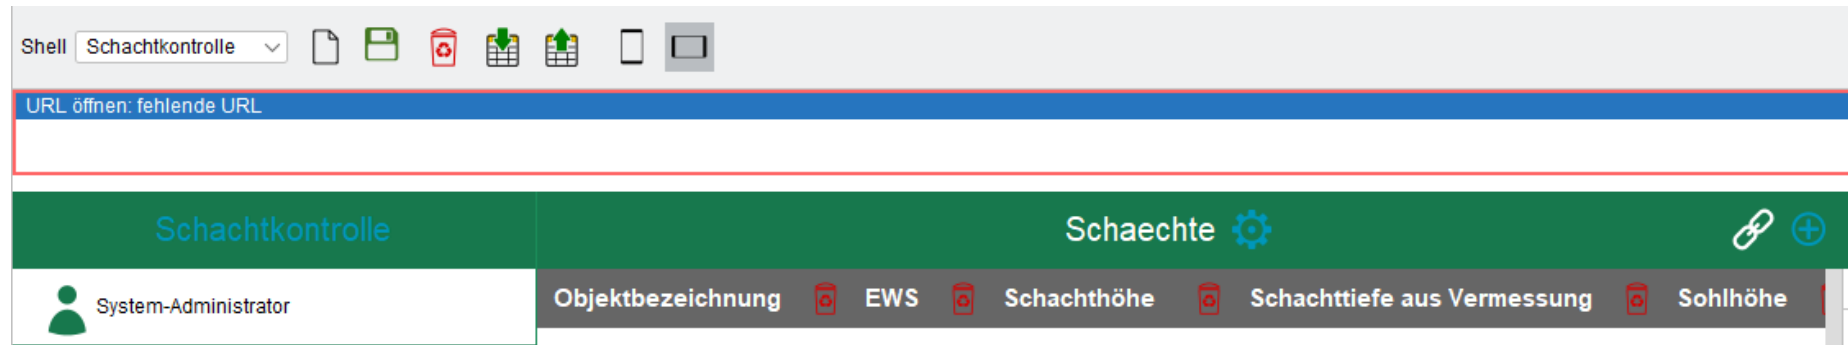 Shell Schachtkontrolle
URL öffnen: fehlende URL
Schachtkontrolle Schaechte
System-Administrator Objektbezeichnung EWS Schachthöhe Schachttiefe aus Vermessung Sohlhöhe